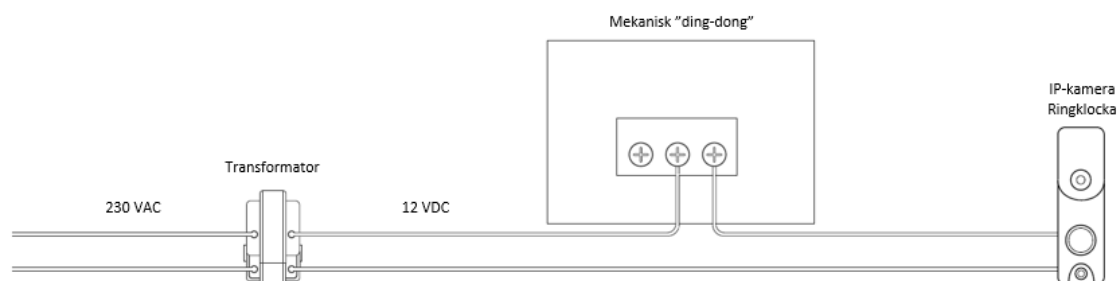 Mekanisk ”ding-dong”
IP-kamera
Ringklocka
Transformator
230 VAC
12 VDC